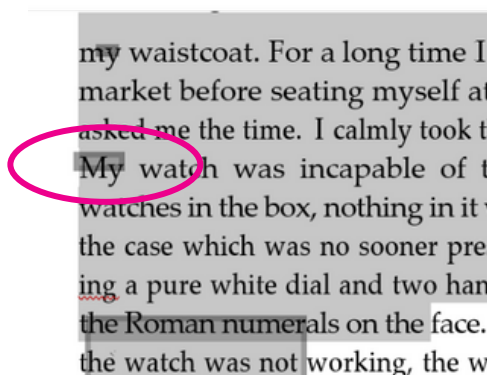 my waistcoat. For a long time I
market before seating myself at
asked me the time. I calmly took t
My watch was incapable of t
watches in the box, nothing in it
the case which was no sooner pre
ing a pure white dial and two han
the Roman numerals on the face.
the watch was not working, the w